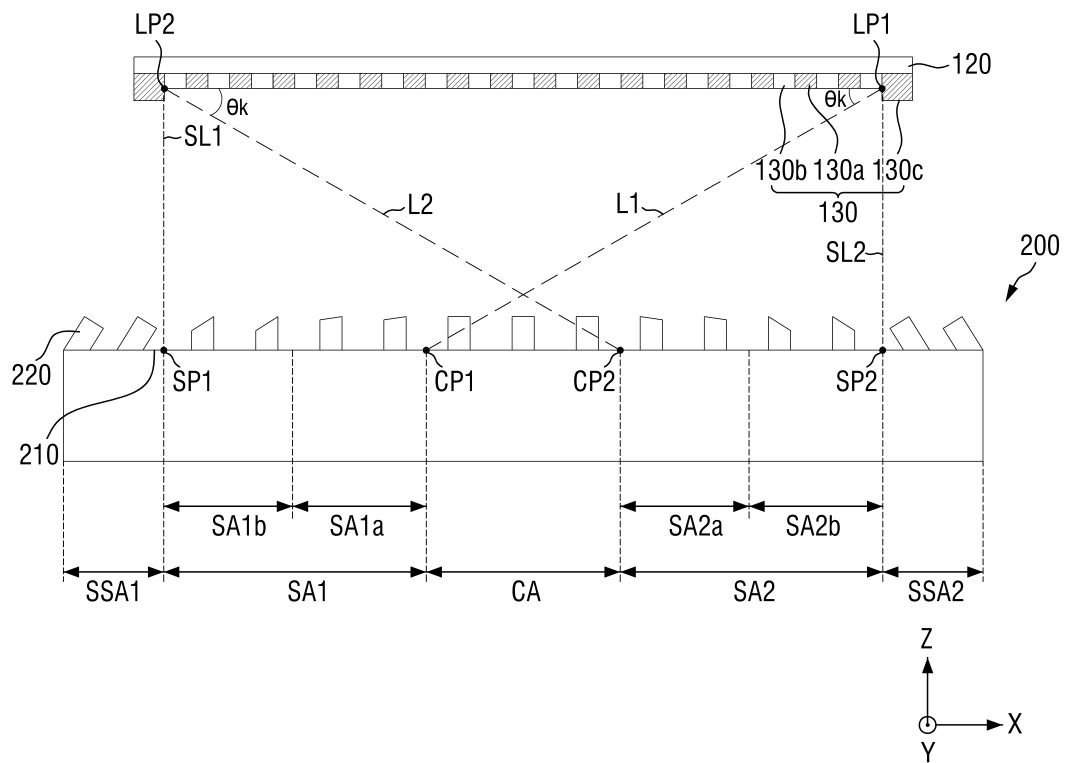 LP2 LP1
120
θk θk
SL1
130b 130a 130c
L2 L1
130
SL2
200
220
SP1 CP1 CP2 SP2
210
SA1b SA1a SA2a SA2b
SSA1 SA1 CA SA2 SSA2
Z
X
Y